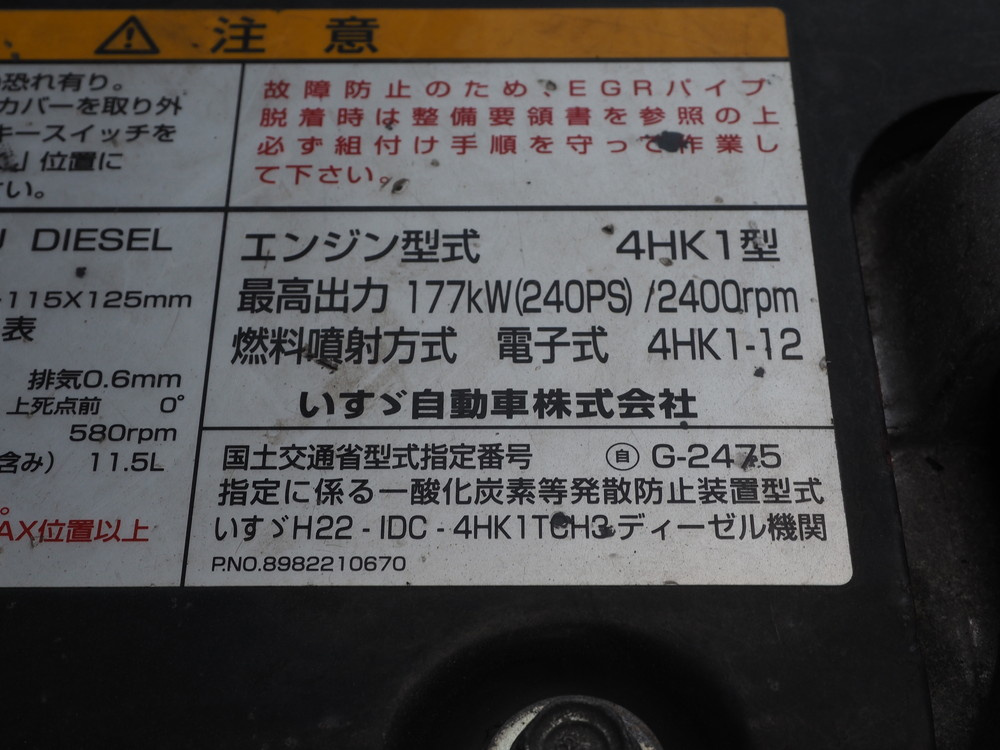 注意
恐れ有り。
カバーを取り外
キースイッチを
位置に
い。
故障防止のため、EGRパイプ
脱着時は整備要領書を参照の上
必ず組付け手順を守って作業し
て下さい。
DIESEL
115X125mm
表
排気0.6mm
上死点前 0°
580rpm
含み) 11.5L
AX位置以上
エンジン型式 4HK1型
最高出力 177kW(240PS) /2400rpm
燃料噴射方式 電子式 4HK1-12
いすゞ自動車株式会社
国土交通省型式指定番号 ㊀自 G-2475
指定に係る一酸化炭素等発散防止装置型式
いすゞH22 - IDC - 4HK1TCH3 ディーゼル機関
P.NO.8982210670